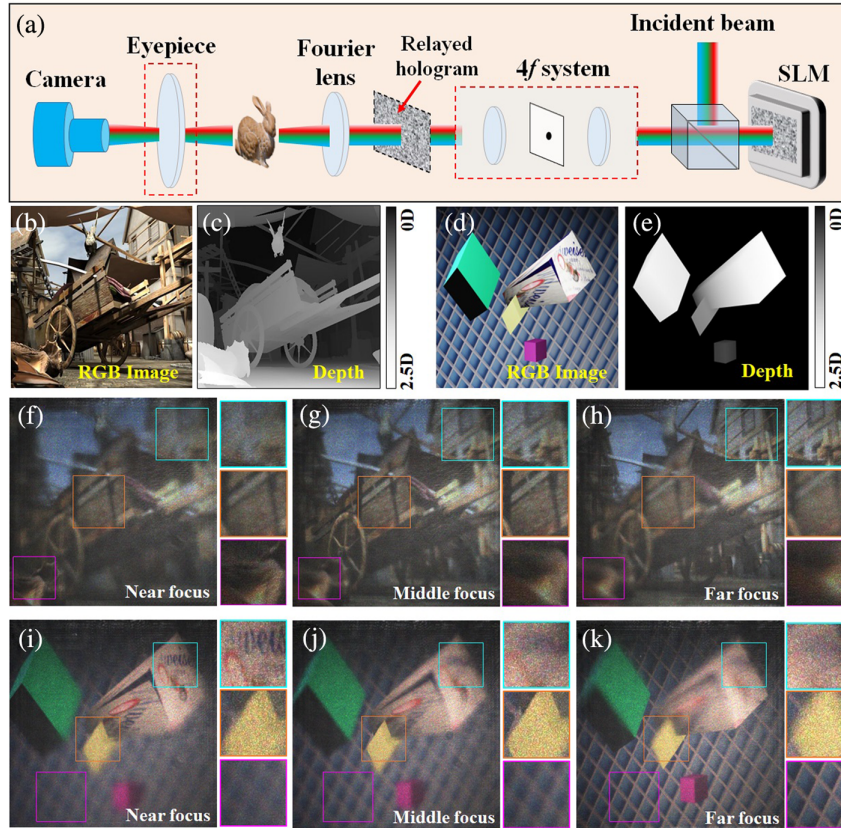 (a)
Incident beam
Eyepiece
Fourier
lens
Relayed
hologram
Camera
4f system
SLM
(b)
RGB Image
(c)
Depth
0D
2.5D
(d)
RGB Image
(e)
Depth
0D
2.5D
(f)
Near focus
(g)
Middle focus
(h)
Far focus
(i)
Near focus
(j)
Middle focus
(k)
Far focus